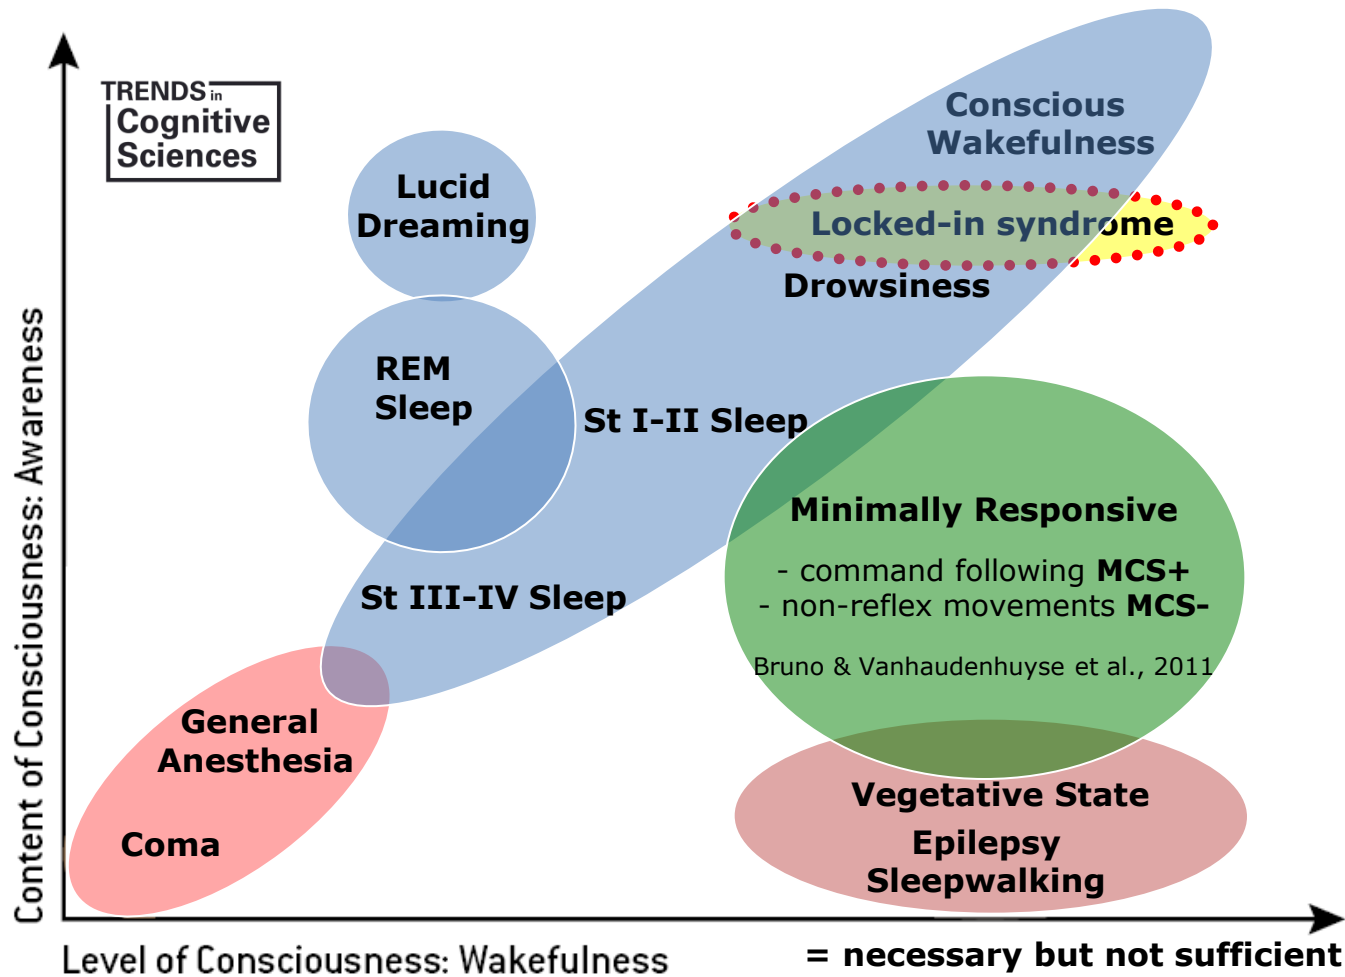 TRENDS in
Cognitive
Sciences
Conscious
Wakefulness
Lucid
Dreaming
Locked-in syndrome
Drowsiness
REM
Sleep
St I-II Sleep
Minimally Responsive
- command following MCS+
- non-reflex movements MCS-
Bruno & Vanhaudenhuyse et al., 2011
St III-IV Sleep
General
Anesthesia
Coma
Vegetative State
Epilepsy
Sleepwalking
Content of Consciousness: Awareness
Level of Consciousness: Wakefulness
= necessary but not sufficient